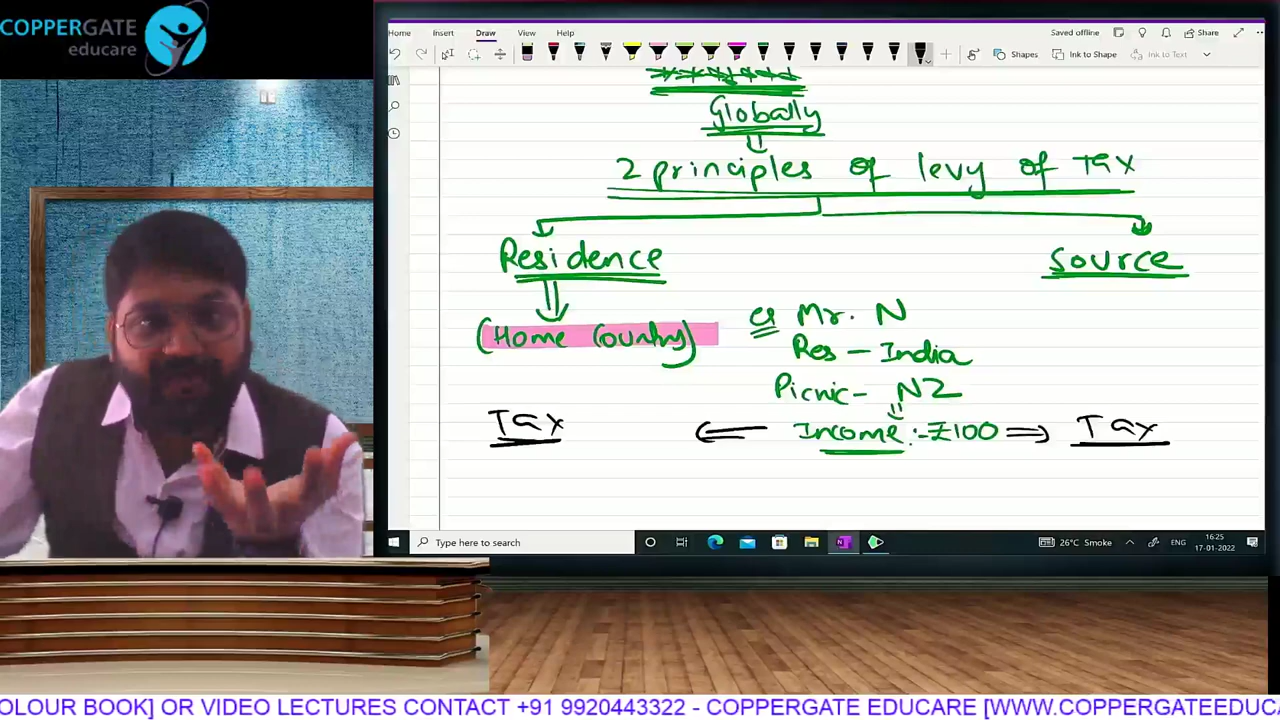 COPPERGATE
educare
Home Insert Draw View Help
Saved offline
Share
Shapes
Ink to Shape
Ink to Text
Globally
2 principles of levy of Tax
Residence
Source
(Home Country)
eg Mr. N
Res - India
Picnic - NZ
Tax
Income :- ₹100
Tax
Type here to search
26°C Smoke
ENG
16:25
17-01-2022
OLOUR BOOK] OR VIDEO LECTURES CONTACT +91 9920443322 - COPPERGATE EDUCARE [WWW.COPPERGATEEDUCA